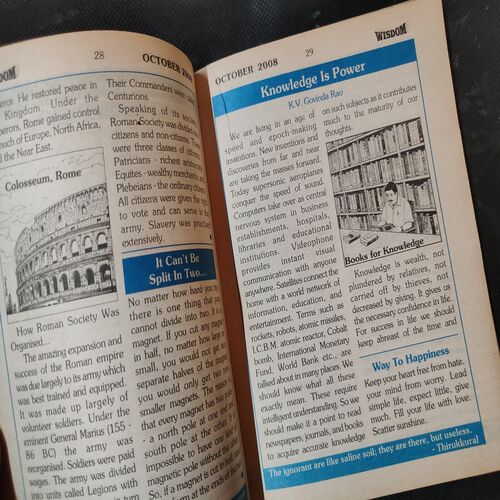 DOM
28
OCTOBER 200
eror. He restored peace in
Kingdom. Under the
perors, Rome gained control
much of Europe, North Africa,
the Near East.
Colosseum, Rome
How Roman Society Was
Organised...
The amazing expansion and
success of the Roman empire
was due largely to its army which
was best trained and equipped.
It was made up largely of
volunteer soldiers. Under the
eminent General Marius (155 -
86 BC) the army was
reorganised. Soldiers were paid
wages. The army was divided
into units called Legions with
Their Commanders were
Centurions.
Speaking of its
Roman Society was divided
citizens and non-citizens. The
were three classes of
Patricians - richest
Equites - wealthy merchants, and
Plebeians - the ordinary
All citizens were given the right
to vote and serve in the
army. Slavery was practised
extensively.
It Can't Be
Split In Two...
No matter how hard you
there is one thing you
cannot divide into two. It is a
magnet. If you cut any magnet
in half, no matter how large or
small, you would not get
separate halves of the
you would only get two
smaller magnets. The reason is
that every magnet has two poles
- a north pole at one end
south pole at the other. It is
impossible to have one
magnetic pole without the
So, if a magnet is cut in half
form at the ends of the two
OCTOBER 2008
29
WISDOM
Knowledge Is Power
K.V. Govinda Rao
We are living in an age of
speed and epoch-making
inventions. New inventions and
discoveries from far and near
are taking the masses forward.
Today supersonic aeroplanes
conquer the speed of sound.
Computers take over as central
nervous system in business
establishments, hospitals,
libraries and educational
institutions. Videophone
provides instant visual
communication with anyone
anywhere. Satellites connect the
home with a world network of
information, education, and
entertainment. Terms such as
rockets, robots, atomic missiles,
I.C.B.M. atomic reactor, Cobalt
bomb, International Monetary
Fund, World Bank etc., are
talked about in many places. We
should know what all these
exactly mean. These require
intelligent understanding. So we
should make it a point to read
newspapers, journals, and books
to acquire accurate knowledge
on such subjects as it contributes
much to the maturity of our
thoughts.
Books for Knowledge
Knowledge is wealth, not
plundered by relatives, not
carried off by thieves, not
decreased by giving. It gives us
the necessary confidence in life.
For success in life we should
keep abreast of the time and
Way To Happiness
Keep your heart free from hate,
your mind from worry. Lead
simple life, expect little, give
much. Fill your life with love.
Scatter sunshine.
The ignorant are like saline soil; they are there, but useless.
- Thirukkural